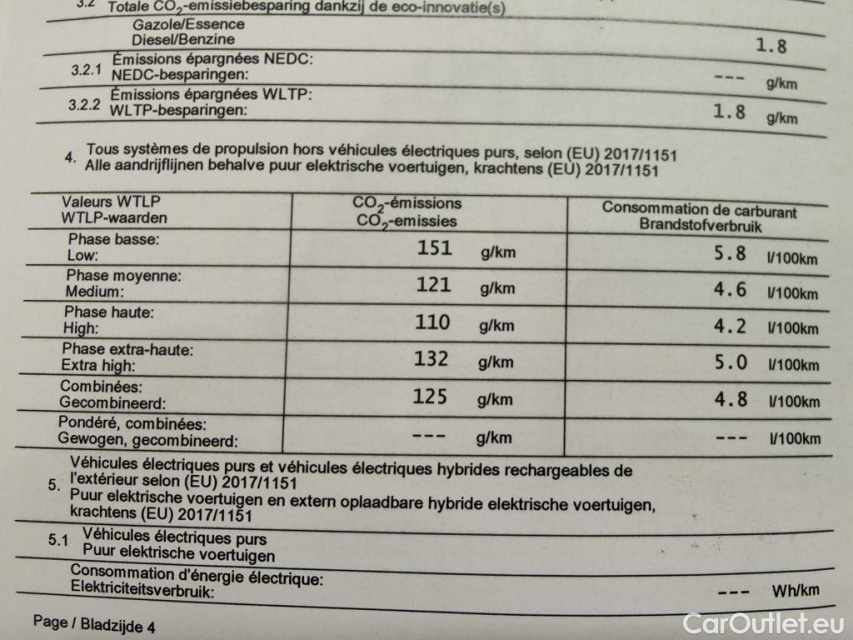 3.2 Totale CO₂-emissiebesparing dankzij de eco-innovatie(s)
Gazole/Essence
Diesel/Benzine 1.8
3.2.1 Émissions épargnées NEDC:
NEDC-besparingen: --- g/km
3.2.2 Émissions épargnées WLTP:
WLTP-besparingen: 1.8 g/km
4. Tous systèmes de propulsion hors véhicules électriques purs, selon (EU) 2017/1151
Alle aandrijflijnen behalve puur elektrische voertuigen, krachtens (EU) 2017/1151
Valeurs WTLP CO₂-émissions Consommation de carburant
WTLP-waarden CO₂-emissies Brandstofverbruik
Phase basse:
Low: 151 g/km 5.8 l/100km
Phase moyenne:
Medium: 121 g/km 4.6 l/100km
Phase haute:
High: 110 g/km 4.2 l/100km
Phase extra-haute:
Extra high: 132 g/km 5.0 l/100km
Combinées:
Gecombineerd: 125 g/km 4.8 l/100km
Pondéré, combinées:
Gewogen, gecombineerd: --- g/km --- l/100km
5. Véhicules électriques purs et véhicules électriques hybrides rechargeables de
l'extérieur selon (EU) 2017/1151
Puur elektrische voertuigen en extern oplaadbare hybride elektrische voertuigen,
krachtens (EU) 2017/1151
5.1 Véhicules électriques purs
Puur elektrische voertuigen
Consommation d'énergie électrique:
Elektriciteitsverbruik: --- Wh/km
Page / Bladzijde 4
CarOutlet.eu